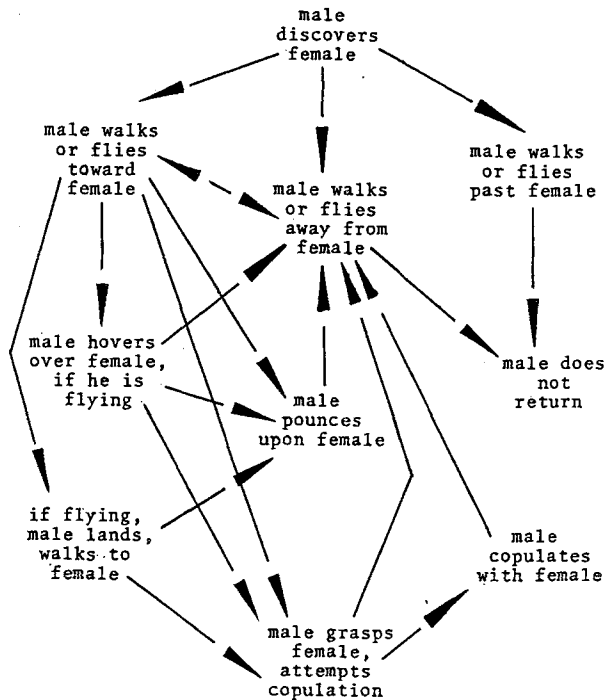 male
discovers
female
male walks
or flies
toward
female
male walks
or flies
away from
female
male walks
or flies
past female
male hovers
over female,
if he is
flying
male
pounces
upon female
male does
not
return
if flying,
male lands,
walks to
female
male
copulates
with female
male grasps
female,
attempts
copulation